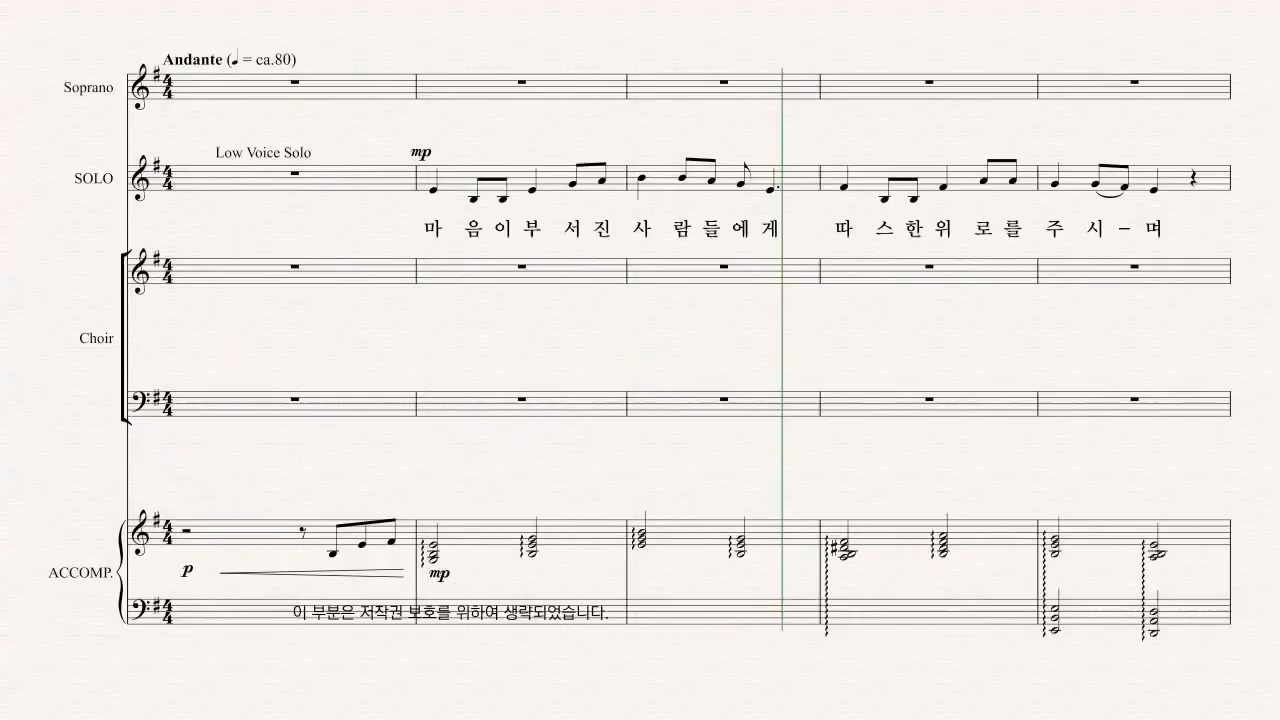 Andante (♩ = ca.80)
Soprano
Low Voice Solo
mp
SOLO
마 음 이 부 서 진 사 람 들 에 게 따 스 한 위 로 를 주 시 – 며
Choir
p
mp
ACCOMP.
이 부분은 저작권 보호를 위하여 생략되었습니다.